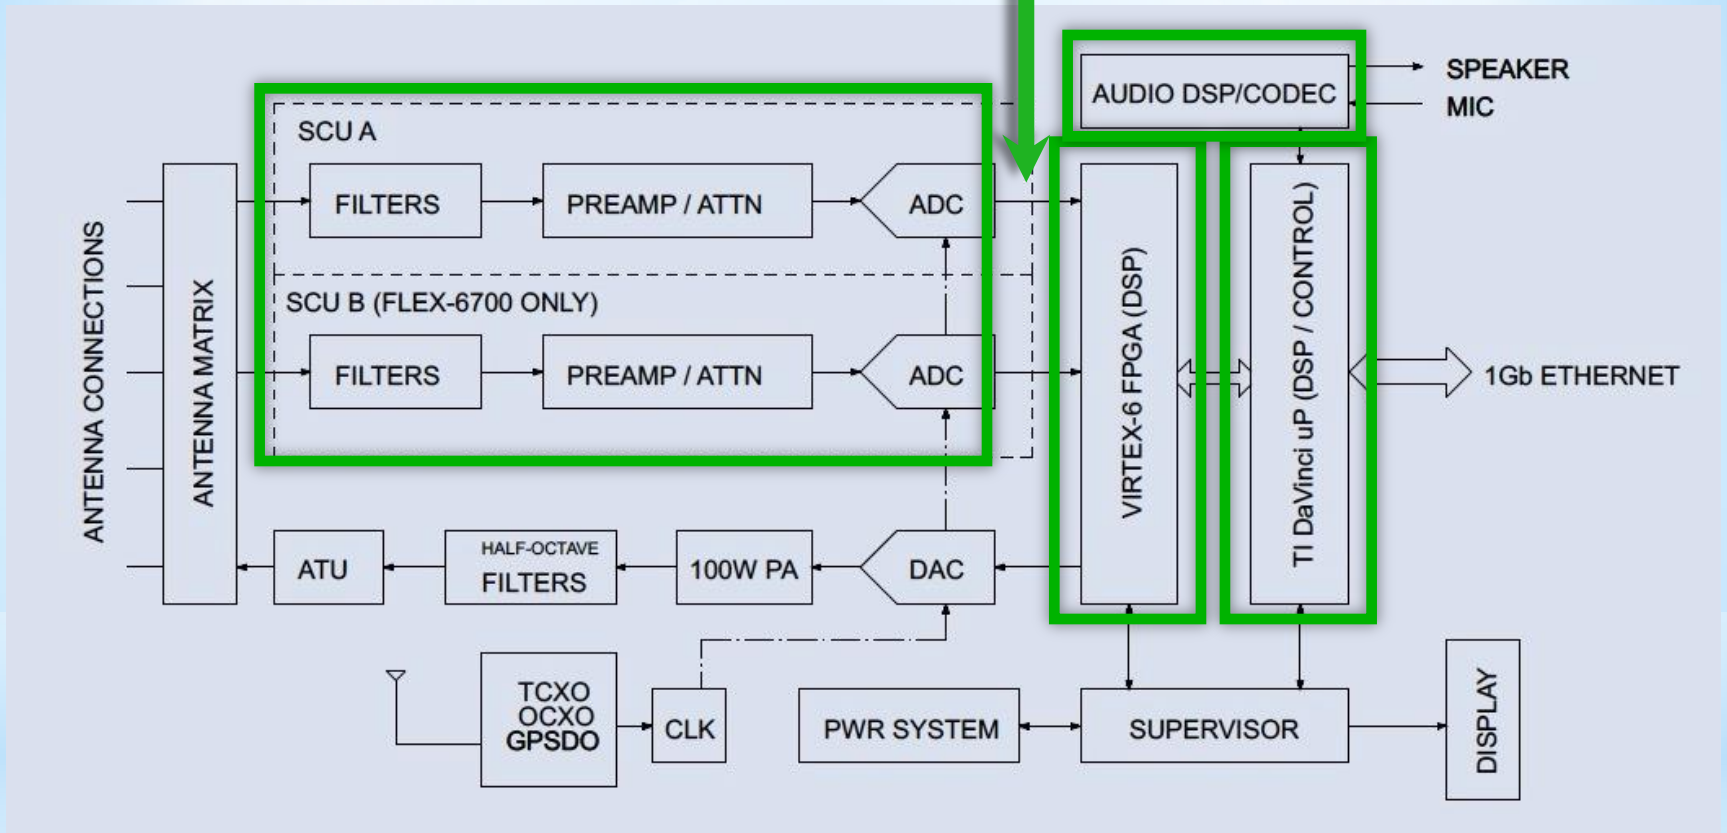 AUDIO DSP/CODEC
SPEAKER
MIC
SCU A
FILTERS
PREAMP / ATTN
ADC
SCU B (FLEX-6700 ONLY)
FILTERS
PREAMP / ATTN
ADC
ANTENNA CONNECTIONS
ANTENNA MATRIX
VIRTEX-6 FPGA (DSP)
TI DaVinci uP (DSP / CONTROL)
1Gb ETHERNET
ATU
HALF-OCTAVE
FILTERS
100W PA
DAC
TCXO
OCXO
GPSDO
CLK
PWR SYSTEM
SUPERVISOR
DISPLAY